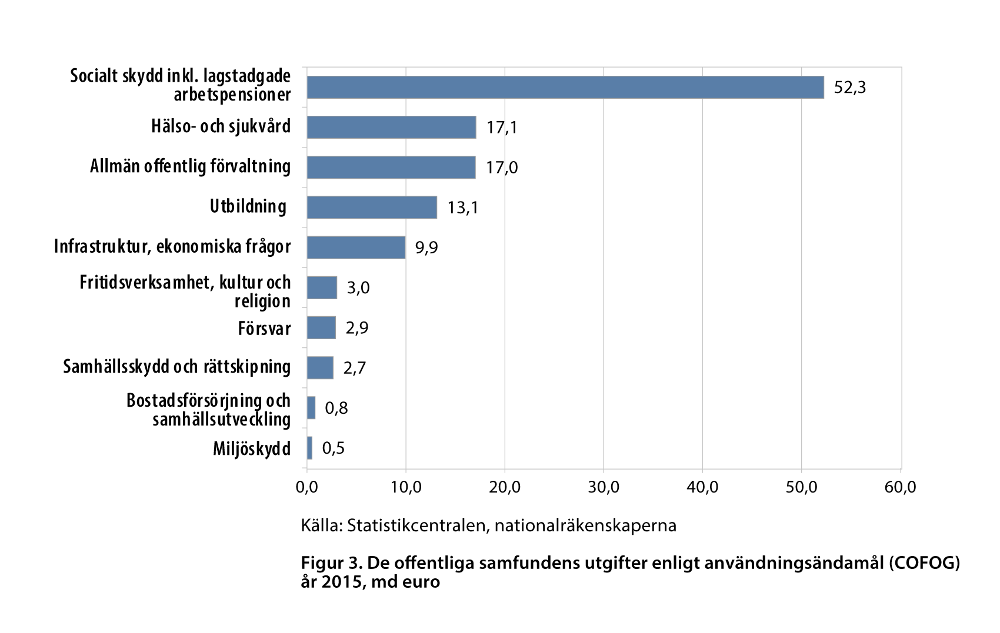 Socialt skydd inkl. lagstadgade
arbetspensioner
52,3
Hälso- och sjukvård
17,1
Allmän offentlig förvaltning
17,0
Utbildning
13,1
Infrastruktur, ekonomiska frågor
9,9
Fritidsverksamhet, kultur och
religion
3,0
Försvar
2,9
Samhällsskydd och rättskipning
2,7
Bostadsförsörjning och
samhällsutveckling
0,8
Miljöskydd
0,5
0,0 10,0 20,0 30,0 40,0 50,0 60,0
Källa: Statistikcentralen, nationalräkenskaperna
Figur 3. De offentliga samfundens utgifter enligt användningsändamål (COFOG)
år 2015, md euro